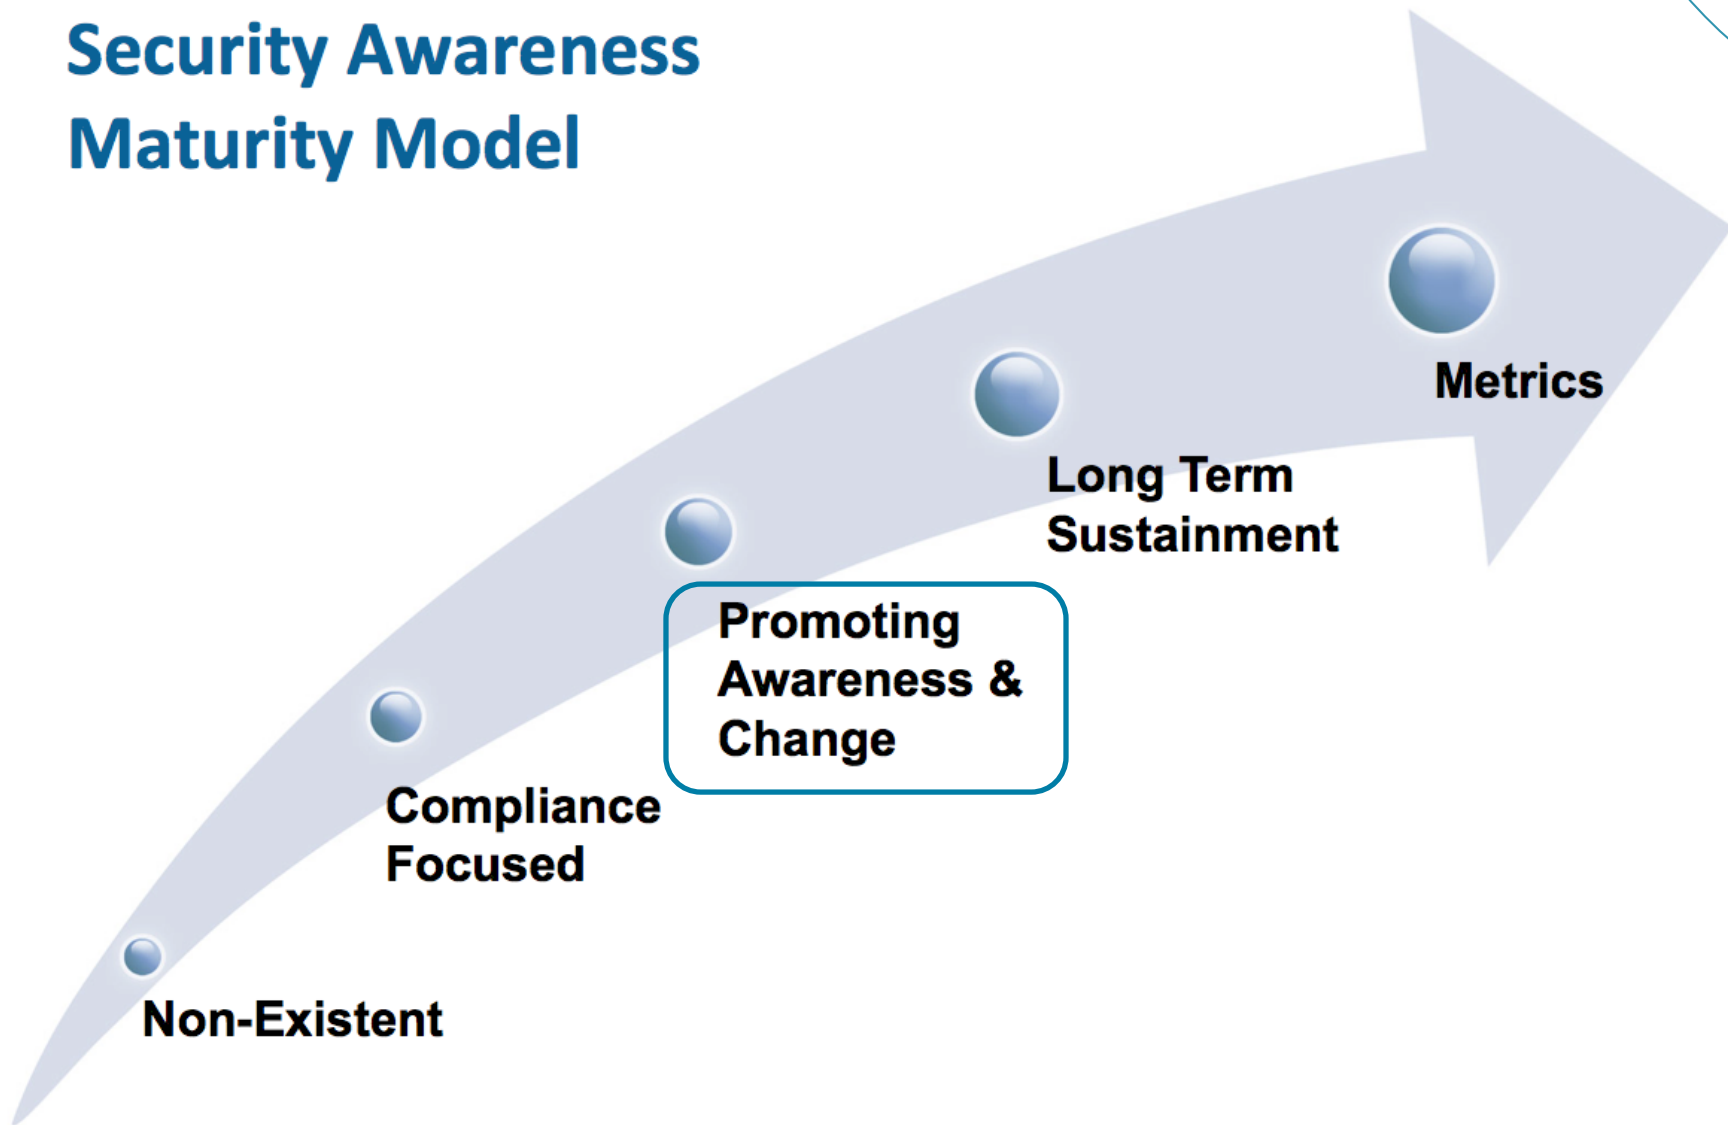 Security Awareness
Maturity Model
Metrics
Long Term
Sustainment
Promoting
Awareness &
Change
Compliance
Focused
Non-Existent